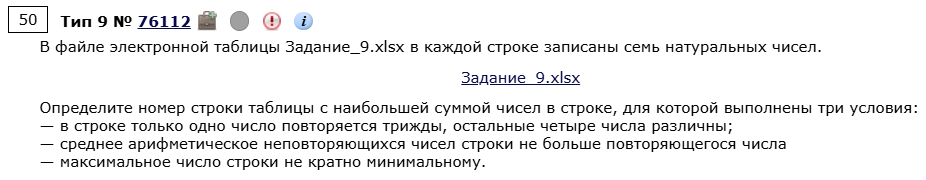 50 Тип 9 № 76112
В файле электронной таблицы Задание_9.xlsx в каждой строке записаны семь натуральных чисел.
Задание_9.xlsx
Определите номер строки таблицы с наибольшей суммой чисел в строке, для которой выполнены три условия:
— в строке только одно число повторяется трижды, остальные четыре числа различны;
— среднее арифметическое неповторяющихся чисел строки не больше повторяющегося числа
— максимальное число строки не кратно минимальному.